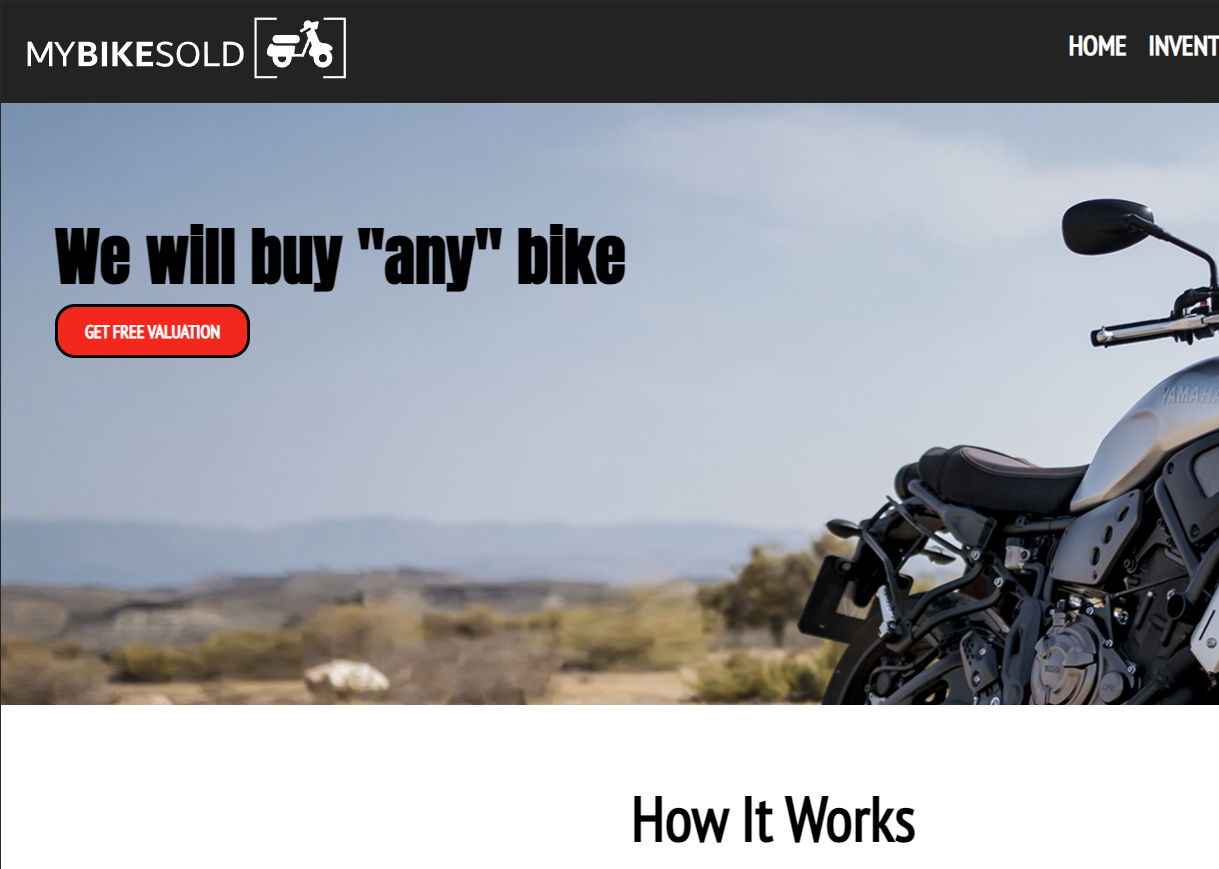 MYBIKESOLD
HOME INVENT
We will buy "any" bike
GET FREE VALUATION
YAMAHA
How It Works